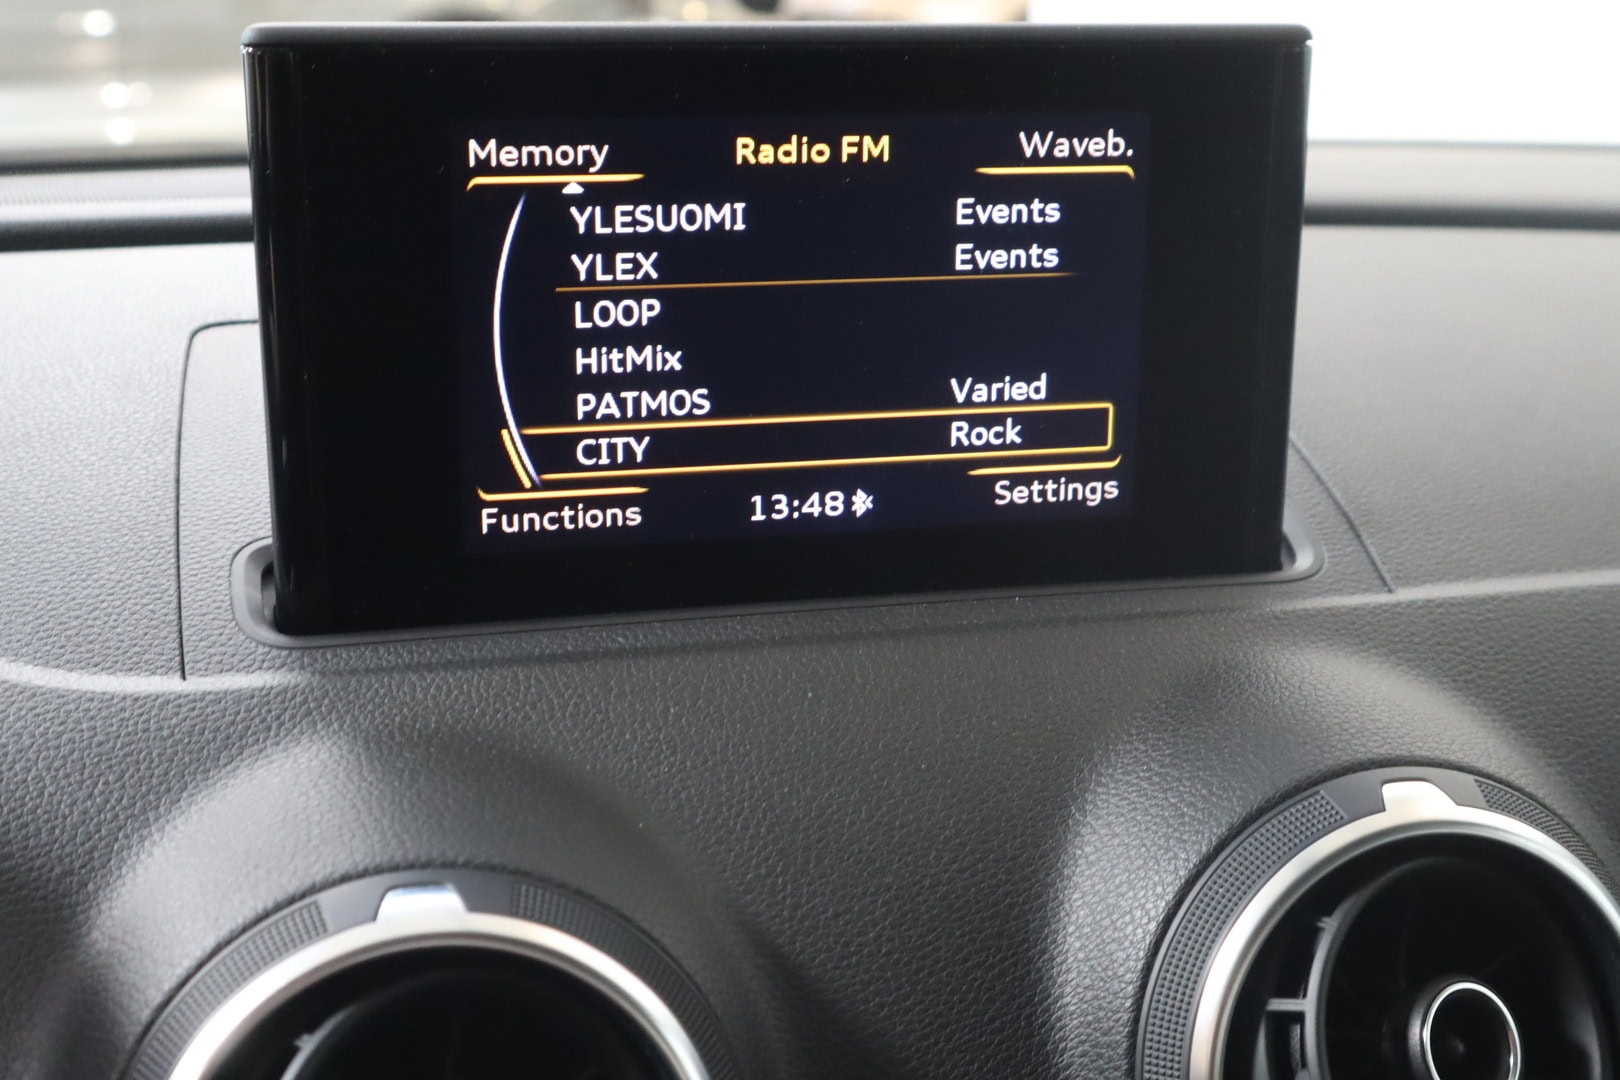 Memory Radio FM Waveb.
YLESUOMI Events
YLEX Events
LOOP
HitMix
PATMOS Varied
CITY Rock
Functions 13:48 Settings